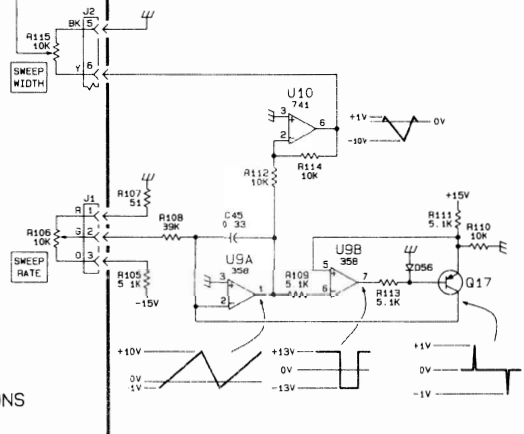 J2
BK 5
R115
10K
Y 6
SWEEP
WIDTH
U10
741
3
2
6
+1V
0V
-10V
R114
10K
R112
10K
J1
R 1
R107
51
R106
10K
G 2
R108
39K
C45
0 33
O 3
SWEEP
RATE
R105
5 1K
-15V
U9A
358
3
2
1
R109
5 1K
U9B
358
5
6
7
R113
5.1K
D56
+15V
R111
5.1K
R110
10K
Q17
+10V
0V
-1V
+13V
0V
-13V
+1V
0V
-1V
ONS